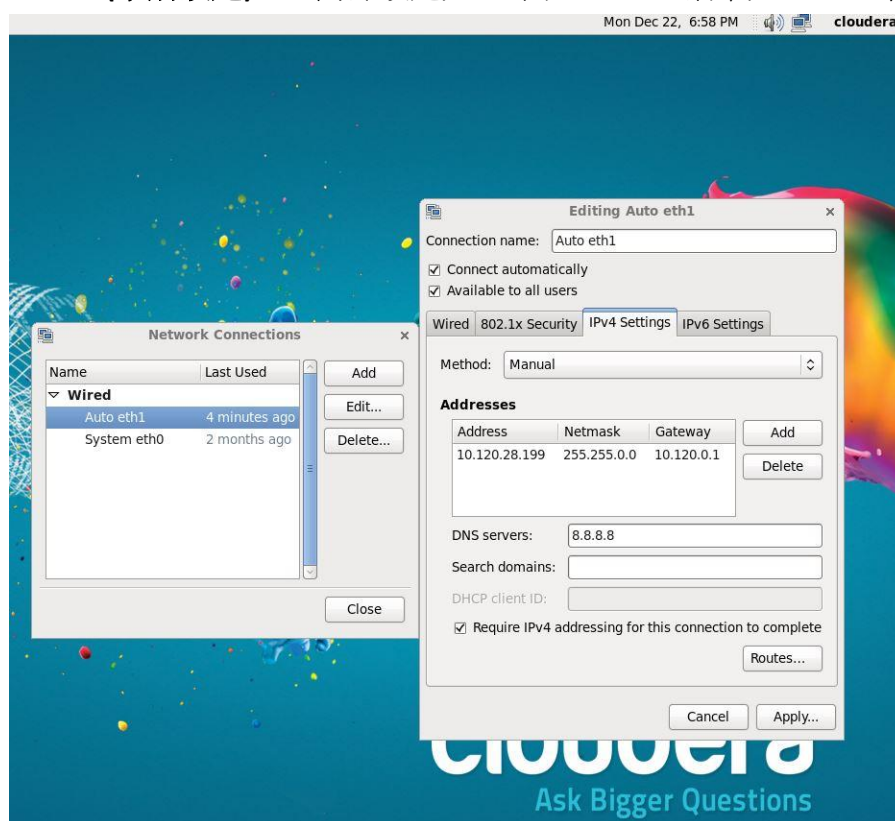 Mon Dec 22, 6:58 PM cloudera
Editing Auto eth1
Connection name: Auto eth1
Connect automatically
Available to all users
Wired 802.1x Security IPv4 Settings IPv6 Settings
Method: Manual
Addresses
Address Netmask Gateway
10.120.28.199 255.255.0.0 10.120.0.1
Add
Delete
DNS servers: 8.8.8.8
Search domains:
DHCP client ID:
Require IPv4 addressing for this connection to complete
Routes...
Cancel Apply...
Network Connections
Name Last Used
Wired
Auto eth1 4 minutes ago
System eth0 2 months ago
Add
Edit...
Delete...
Close
cloudera
Ask Bigger Questions